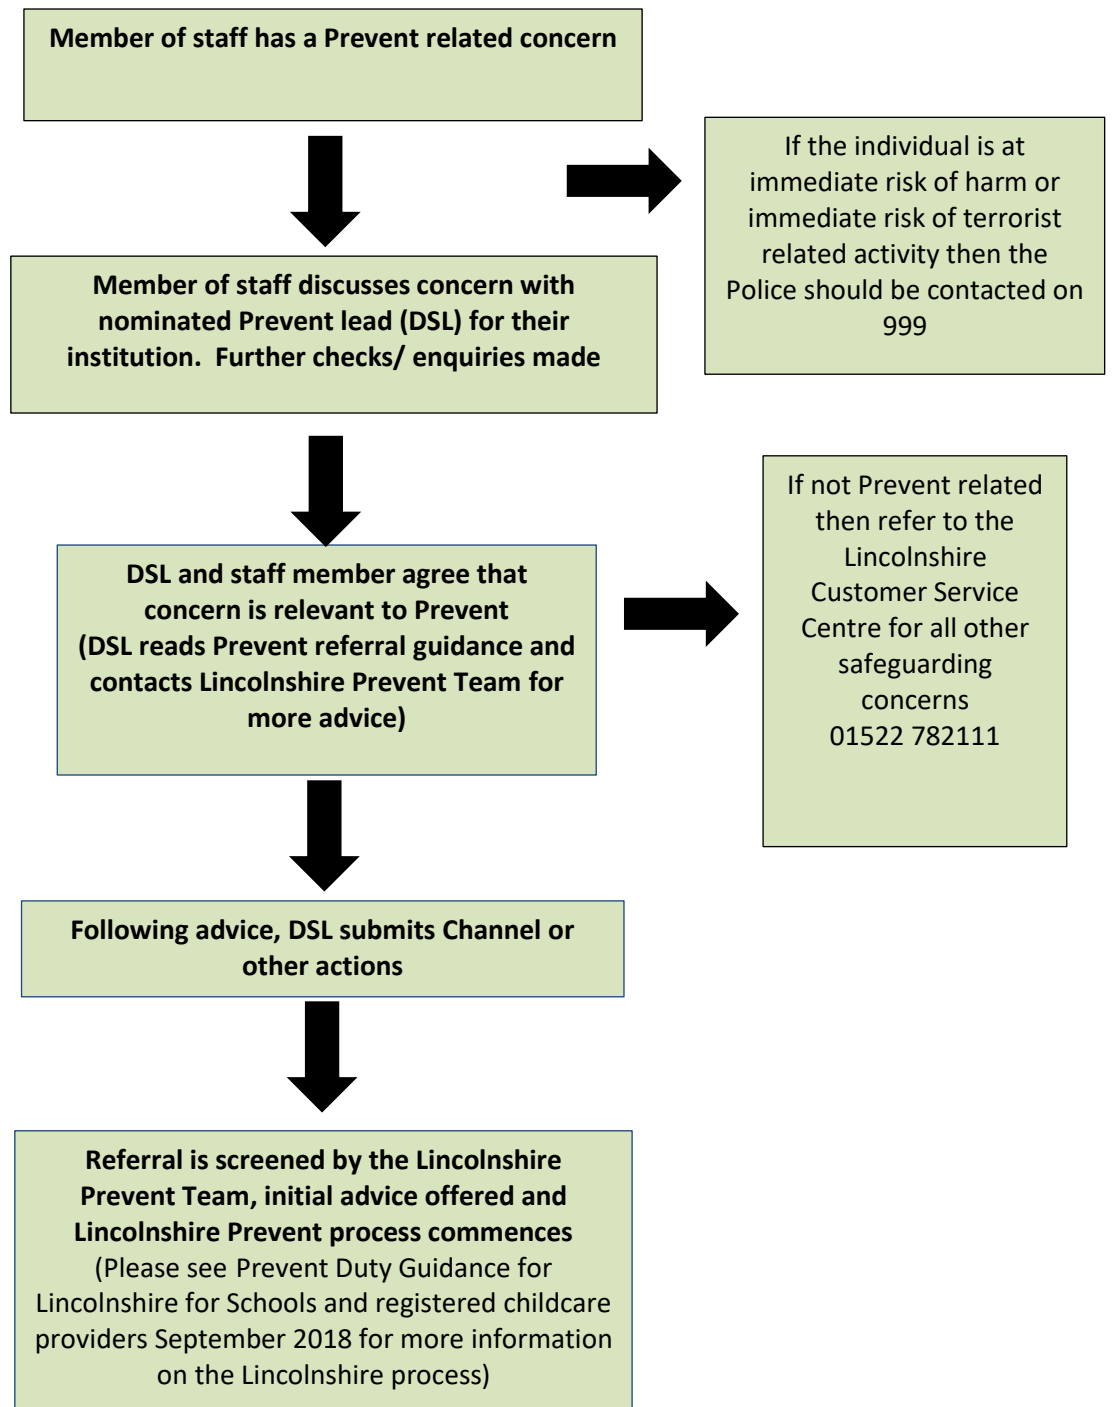 Member of staff has a Prevent related concern
If the individual is at
immediate risk of harm or
immediate risk of terrorist
related activity then the
Police should be contacted on
999
Member of staff discusses concern with
nominated Prevent lead (DSL) for their
institution.  Further checks/ enquiries made
DSL and staff member agree that
concern is relevant to Prevent
(DSL reads Prevent referral guidance and
contacts Lincolnshire Prevent Team for
more advice)
If not Prevent related
then refer to the
Lincolnshire
Customer Service
Centre for all other
safeguarding
concerns
01522 782111
Following advice, DSL submits Channel or
other actions
Referral is screened by the Lincolnshire
Prevent Team, initial advice offered and
Lincolnshire Prevent process commences
(Please see Prevent Duty Guidance for
Lincolnshire for Schools and registered childcare
providers September 2018 for more information
on the Lincolnshire process)